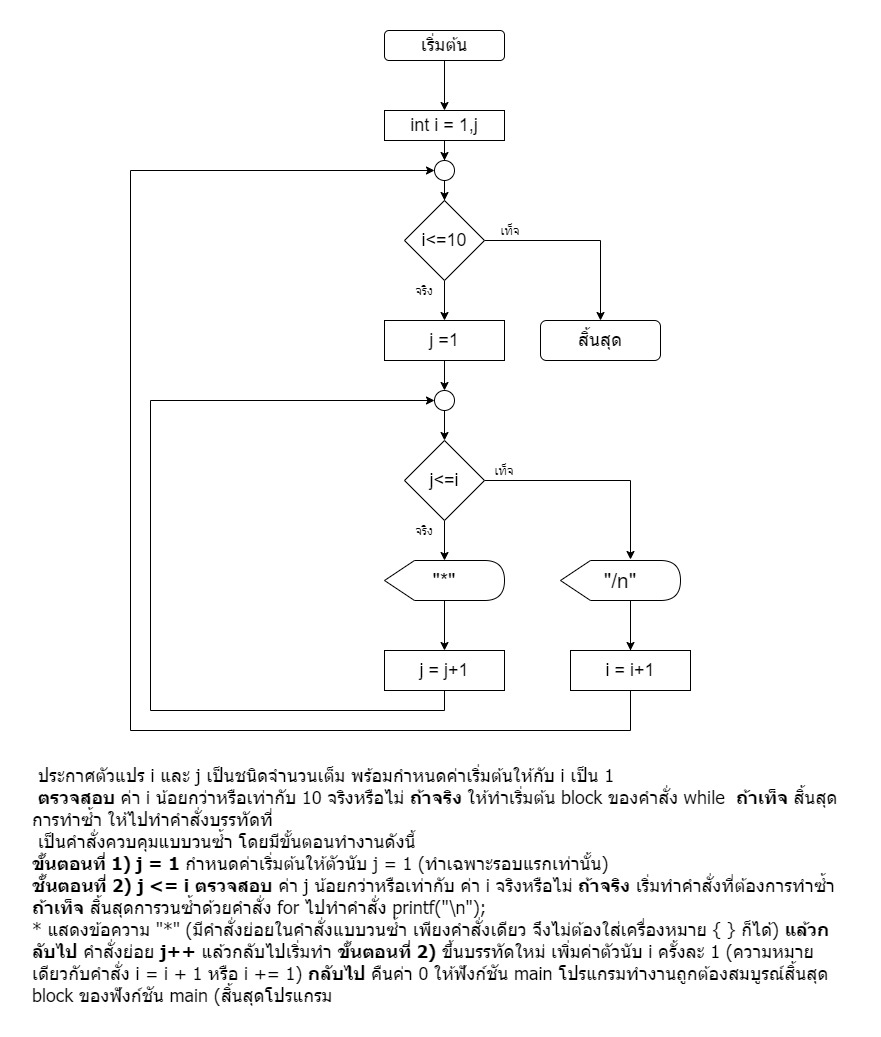 เริ่มต้น
int i = 1,j
i<=10
เท็จ
จริง
j =1
สิ้นสุด
j<=i
เท็จ
จริง
"*"
"/n"
j = j+1
i = i+1
ประกาศตัวแปร i และ j เป็นชนิดจำนวนเต็ม พร้อมกำหนดค่าเริ่มต้นให้กับ i เป็น 1
ตรวจสอบ ค่า i น้อยกว่าหรือเท่ากับ 10 จริงหรือไม่ ถ้าจริง ให้ทำเริ่มต้น block ของคำสั่ง while ถ้าเท็จ สิ้นสุด
การทำซ้ำ ให้ไปทำคำสั่งบรรทัดที่
เป็นคำสั่งควบคุมแบบวนซ้ำ โดยมีขั้นตอนทำงานดังนี้
ขั้นตอนที่ 1) j = 1 กำหนดค่าเริ่มต้นให้ตัวนับ j = 1 (ทำเฉพาะรอบแรกเท่านั้น)
ขั้นตอนที่ 2) j <= i ตรวจสอบ ค่า j น้อยกว่าหรือเท่ากับ ค่า i จริงหรือไม่ ถ้าจริง เริ่มทำคำสั่งที่ต้องการทำซ้ำ
ถ้าเท็จ สิ้นสุดการวนซ้ำด้วยคำสั่ง for ไปทำคำสั่ง printf("\n");
* แสดงข้อความ "*" (มีคำสั่งย่อยในคำสั่งแบบวนซ้ำ เพียงคำสั่งเดียว จึงไม่ต้องใส่เครื่องหมาย { } ก็ได้) แล้วก
ลับไป คำสั่งย่อย j++ แล้วกลับไปเริ่มทำ ขั้นตอนที่ 2) ขึ้นบรรทัดใหม่ เพิ่มค่าตัวนับ i ครั้งละ 1 (ความหมาย
เดียวกับคำสั่ง i = i + 1 หรือ i += 1) กลับไป คืนค่า 0 ให้ฟังก์ชัน main โปรแกรมทำงานถูกต้องสมบูรณ์สิ้นสุด
block ของฟังก์ชัน main (สิ้นสุดโปรแกรม